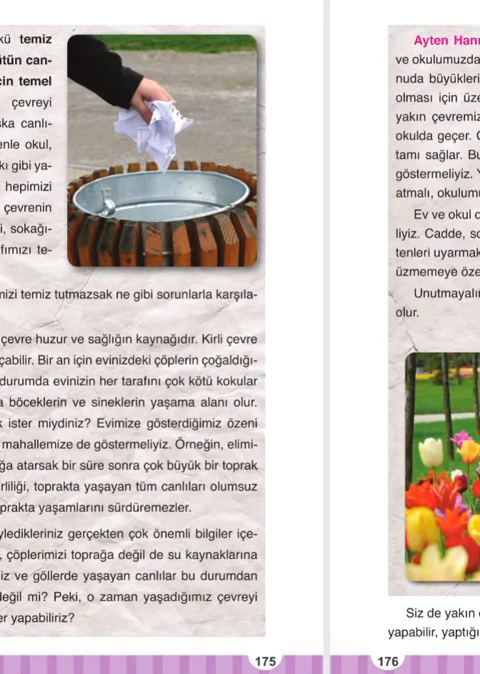 kü temiz
ütün can-
çin temel
çevreyi
ka canlı-
enle okul,
kı gibi ya-
hepimizi
çevrenin
i, sokağı-
fımızı te-
mizi temiz tutmazsak ne gibi sorunlarla karşıla-
çevre huzur ve sağlığın kaynağıdır. Kirli çevre
çabilir. Bir an için evinizdeki çöplerin çoğaldığı-
durumda evinizin her tarafını çok kötü kokular
a böceklerin ve sineklerin yaşama alanı olur.
k ister miydiniz? Evimize gösterdiğimiz özeni
mahallemize de göstermeliyiz. Örneğin, elimi-
ğa atarsak bir süre sonra çok büyük bir toprak
rliliği, toprakta yaşayan tüm canlıları olumsuz
oprakta yaşamlarını sürdüremezler.
yledikleriniz gerçekten çok önemli bilgiler içe-
, çöplerimizi toprağa değil de su kaynaklarına
iz ve göllerde yaşayan canlılar bu durumdan
değil mi? Peki, o zaman yaşadığımız çevreyi
er yapabiliriz?
175
Ayten Hanı
ve okulumuzda
nuda büyükleri
olması için üze
yakın çevremiz
okulda geçer.
tamı sağlar. Bu
göstermeliyiz. Y
atmalı, okulumu
Ev ve okul d
liyiz. Cadde, so
tenleri uyarmak
üzmemeye öze
Unutmayalı
olur.
Siz de yakın
yapabilir, yaptığı
176